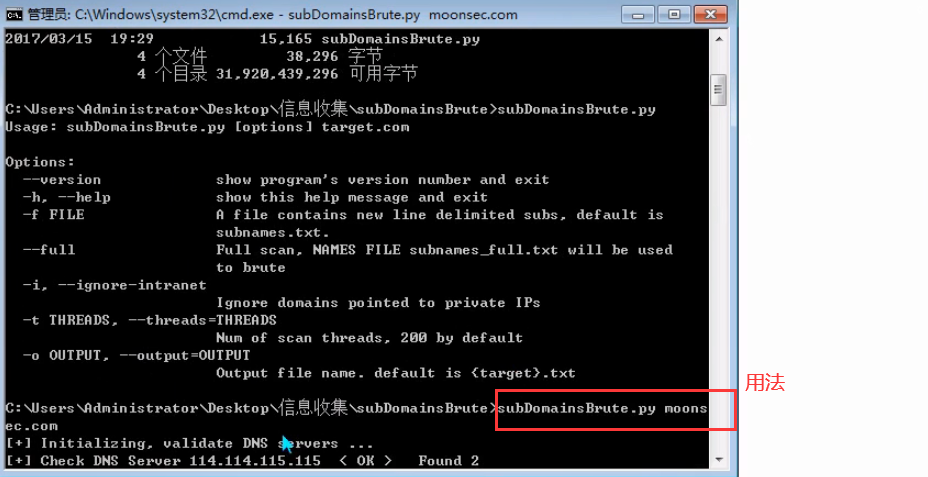 管理员: C:\Windows\system32\cmd.exe - subDomainsBrute.py  moonsec.com
2017/03/15  19:29            15,165 subDomainsBrute.py
               4 个文件         38,296 字节
               4 个目录 31,920,439,296 可用字节
C:\Users\Administrator\Desktop\信息收集\subDomainsBrute>subDomainsBrute.py
Usage: subDomainsBrute.py [options] target.com
Options:
  --version             show program's version number and exit
  -h, --help            show this help message and exit
  -f FILE               A file contains new line delimited subs, default is
                        subnames.txt.
  --full                Full scan, NAMES FILE subnames_full.txt will be used
                        to brute
  -i, --ignore-intranet
                        Ignore domains pointed to private IPs
  -t THREADS, --threads=THREADS
                        Num of scan threads, 200 by default
  -o OUTPUT, --output=OUTPUT
                        Output file name. default is {target}.txt
用法
C:\Users\Administrator\Desktop\信息收集\subDomainsBrute>subDomainsBrute.py moons
ec.com
[+] Initializing, validate DNS servers ...
[+] Check DNS Server 114.114.115.115  < OK >   Found 2